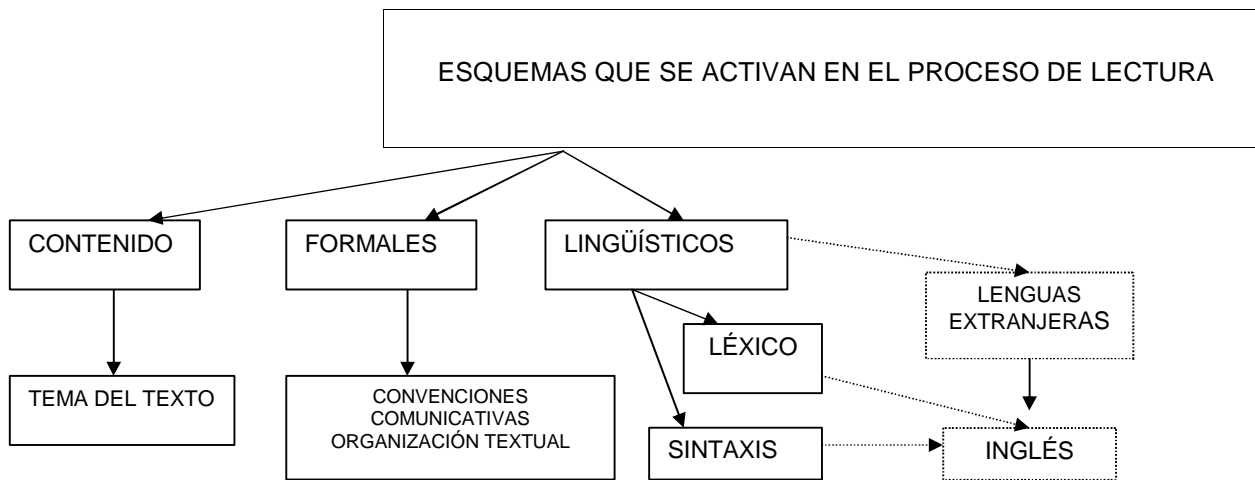 ESQUEMAS QUE SE ACTIVAN EN EL PROCESO DE LECTURA
CONTENIDO
FORMALES
LINGÜÍSTICOS
LENGUAS
EXTRANJERAS
LÉXICO
TEMA DEL TEXTO
CONVENCIONES
COMUNICATIVAS
ORGANIZACIÓN TEXTUAL
SINTAXIS
INGLÉS